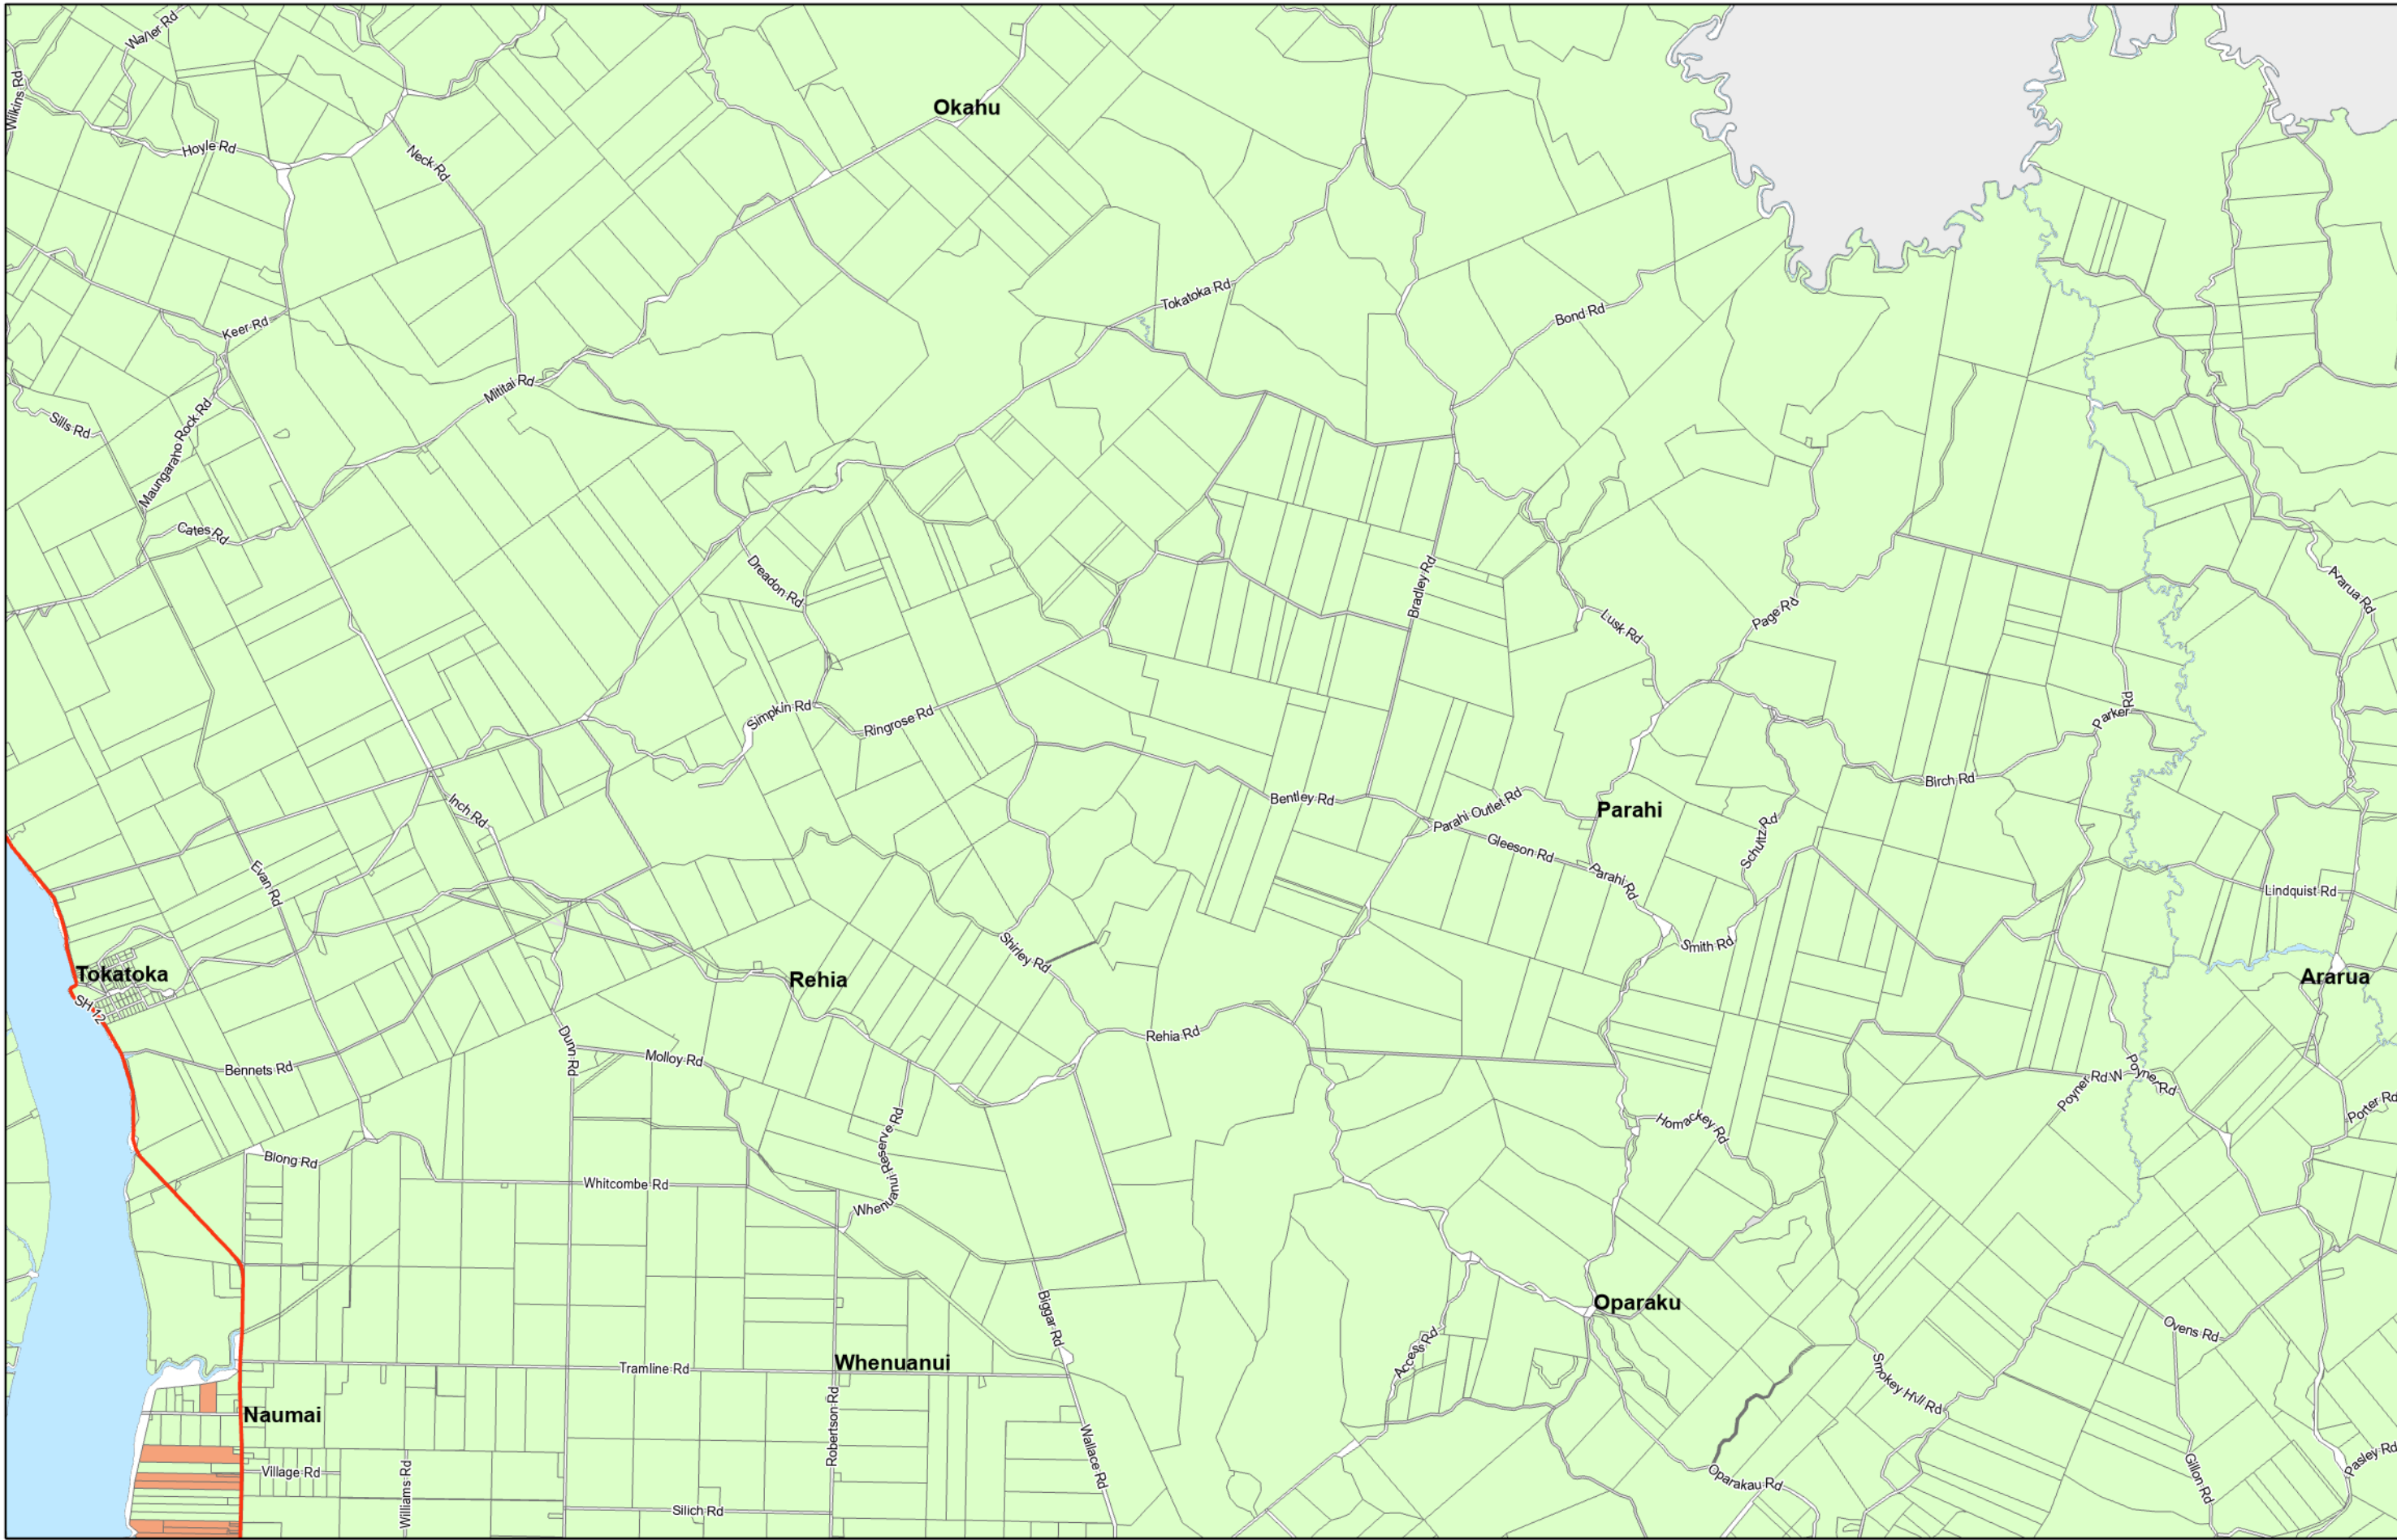 Waller Rd
Wilkins Rd
Okahu
Hoyle Rd
Neck Rd
Tokatoka Rd
Bond Rd
Keer Rd
Mititai Rd
Sills Rd
Maungaraho Rock Rd
Cates Rd
Dreadon Rd
Bradley Rd
Ararua Rd
Lusk Rd
Page Rd
Simpkin Rd
Ringrose Rd
Parker Rd
Birch Rd
Inch Rd
Bentley Rd
Parahi Outlet Rd
Parahi
Schultz Rd
Gleeson Rd
Parahi Rd
Evan Rd
Lindquist Rd
Shirley Rd
Smith Rd
Tokatoka
Rehia
Ararua
SH 12
Rehia Rd
Dunn Rd
Molloy Rd
Bennets Rd
Poyner Rd W
Poyner Rd
Porter Rd
Homackey Rd
Whenuanui Reserve Rd
Blong Rd
Whitcombe Rd
Oparaku
Biggar Rd
Ovens Rd
Access Rd
Whenuanui
Tramline Rd
Smokey Hill Rd
Naumai
Robertson Rd
Wallace Rd
Pasley Rd
Village Rd
Williams Rd
Oparakau Rd
Gillon Rd
Silich Rd